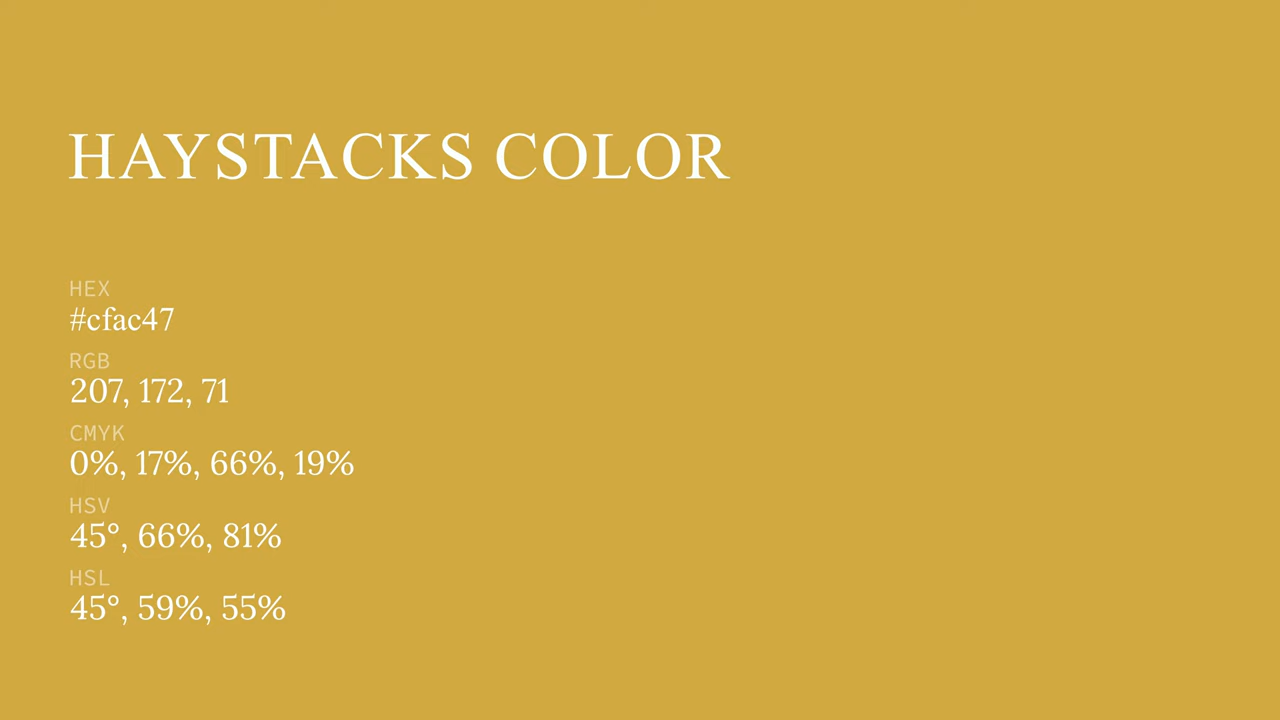 HAYSTACKS COLOR
HEX
#cfac47
RGB
207, 172, 71
CMYK
0%, 17%, 66%, 19%
HSV
45°, 66%, 81%
HSL
45°, 59%, 55%